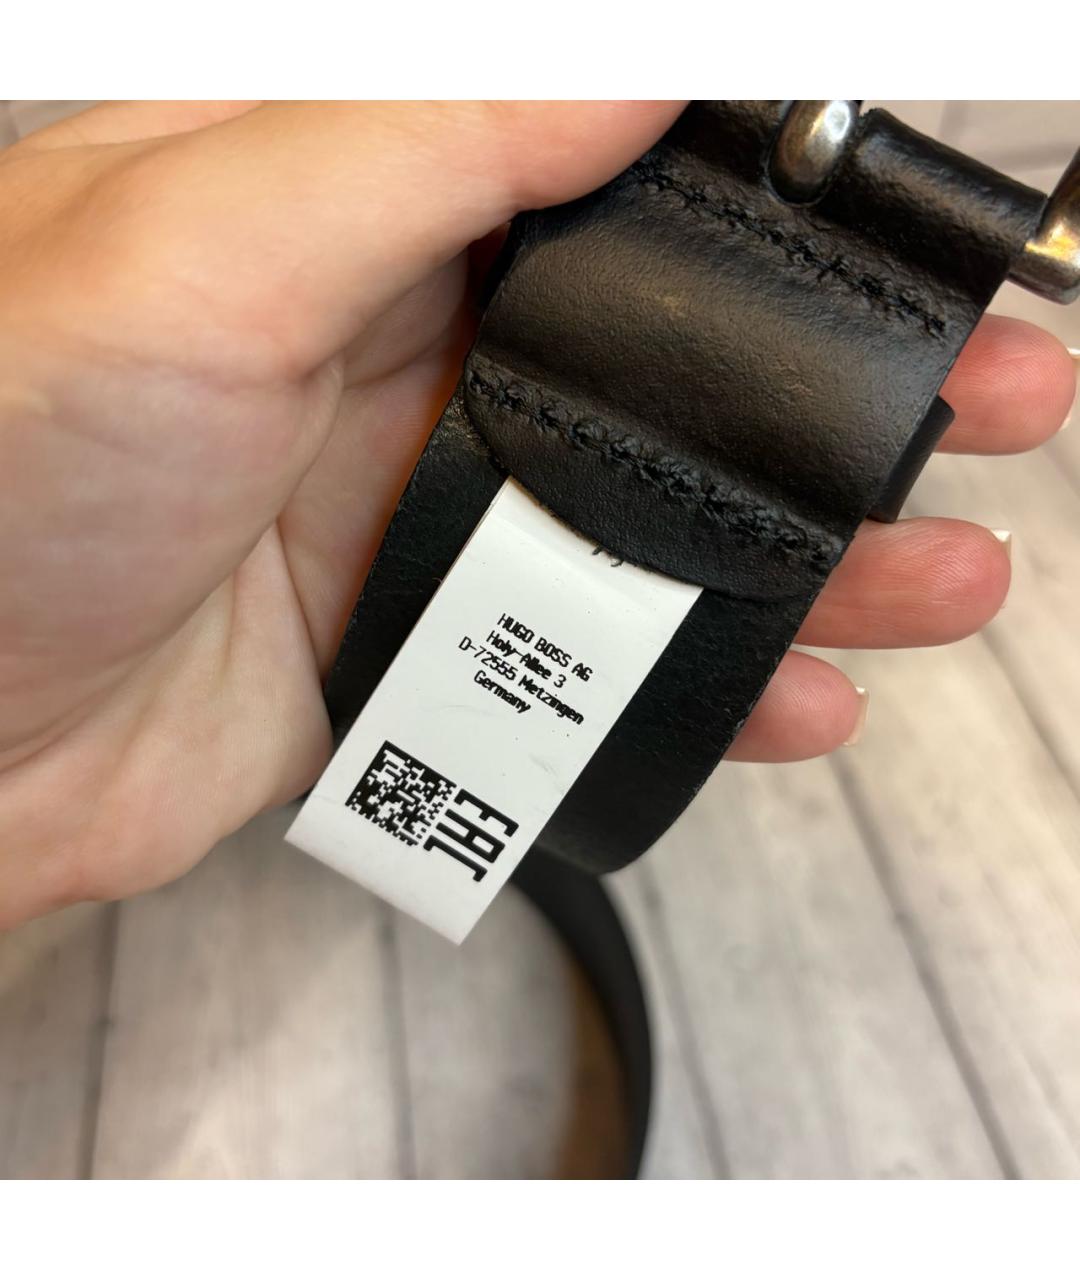 HUGO BOSS AG
Holy-Allee 3
D-72555 Metzingen
Germany
EAC